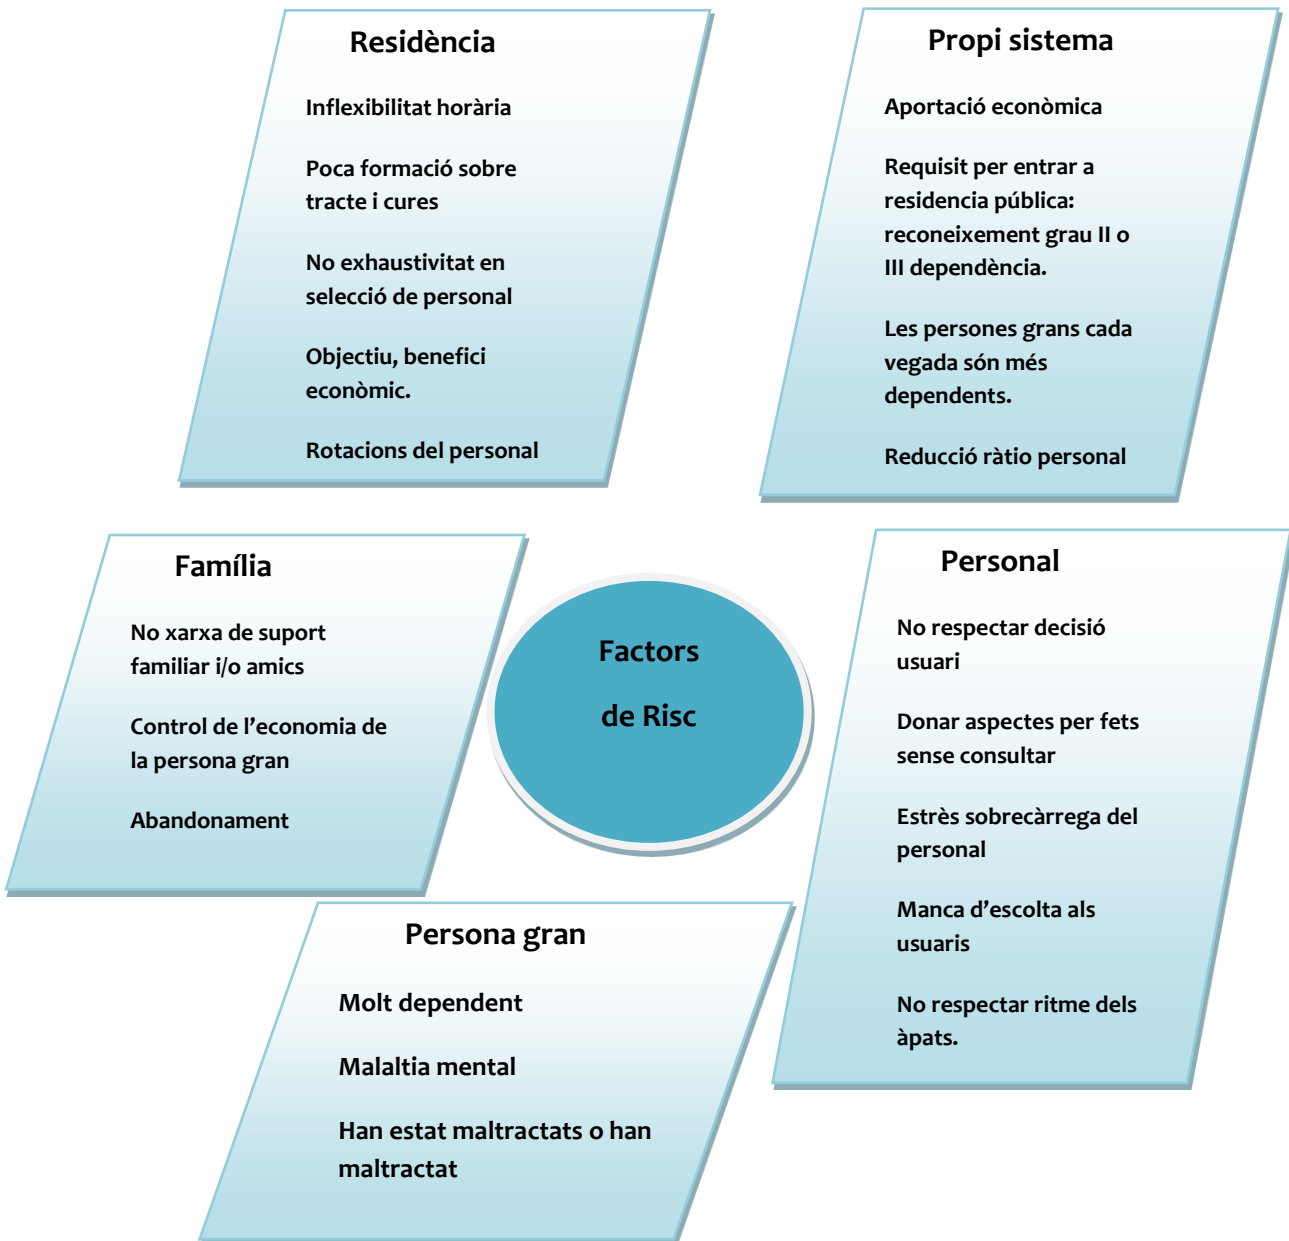 Residència
Inflexibilitat horària
Poca formació sobre
tracte i cures
No exhaustivitat en
selecció de personal
Objectiu, benefici
econòmic.
Rotacions del personal
Propi sistema
Aportació econòmica
Requisit per entrar a
residencia pública:
reconeixement grau II o
III dependència.
Les persones grans cada
vegada són més
dependents.
Reducció ràtio personal
Família
No xarxa de suport
familiar i/o amics
Control de l’economia de
la persona gran
Abandonament
Factors
de Risc
Personal
No respectar decisió
usuari
Donar aspectes per fets
sense consultar
Estrès sobrecàrrega del
personal
Manca d’escolta als
usuaris
No respectar ritme dels
àpats.
Persona gran
Molt dependent
Malaltia mental
Han estat maltractats o han
maltractat